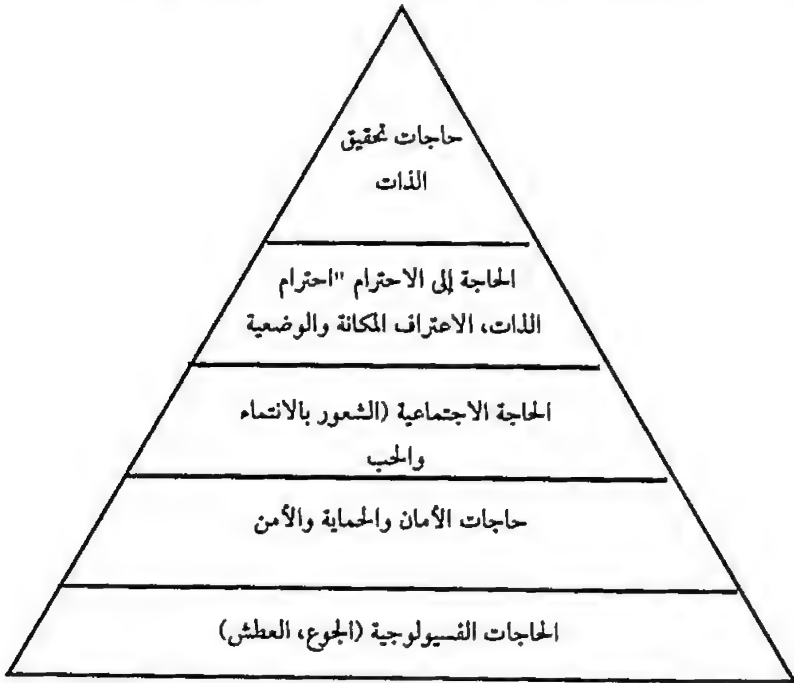 حاجات تحقيق
الذات
الحاجة إلى الاحترام "احترام
الذات، الاعتراف المكانة والوضعية
الحاجة الاجتماعية (الشعور بالانتماء
والحب
حاجات الأمان والحماية والأمن
الحاجات الفسيولوجية (الجوع، العطش)